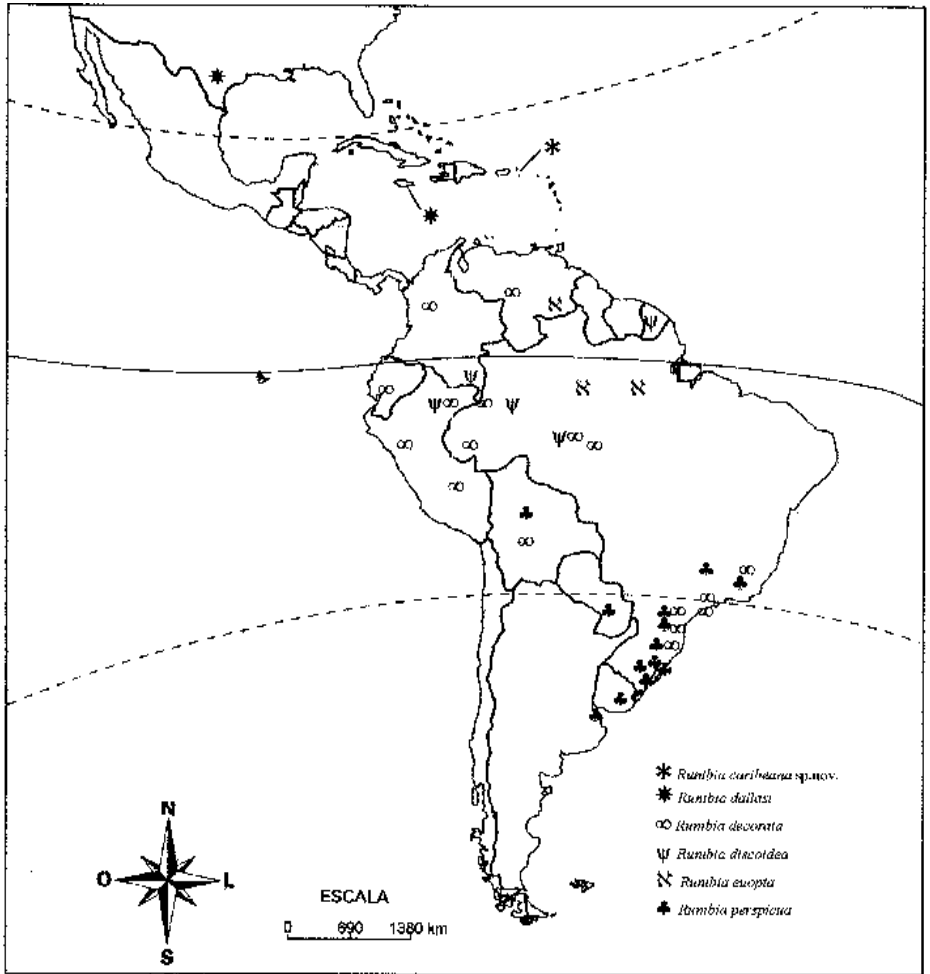 Rumbia caribeana sp.nov.
Rumbia dallasi
Rumbia decorata
Rumbia discoidea
Rumbia euopta
Rumbia perspicua
N
O L
S
ESCALA
0 690 1380 km